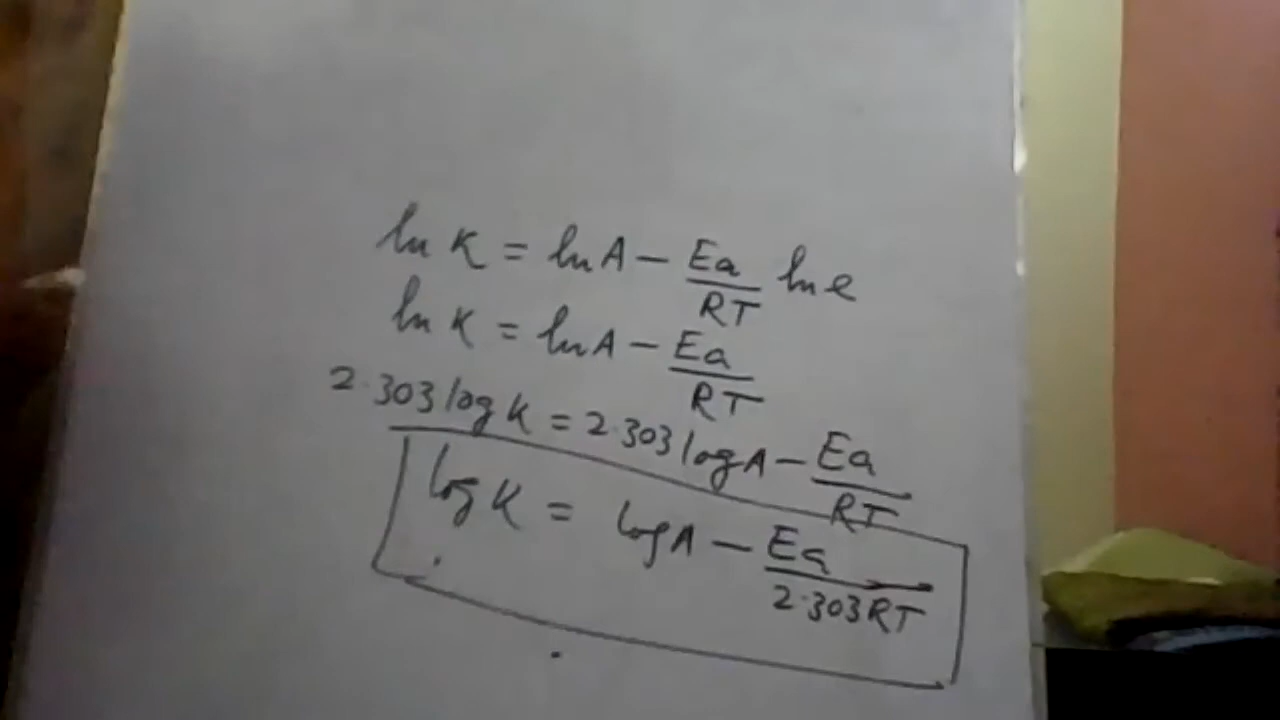 ln K = ln A - Ea/RT ln e
ln K = ln A - Ea/RT
2.303 log K = 2.303 log A - Ea/RT
log K = log A - Ea/2.303RT